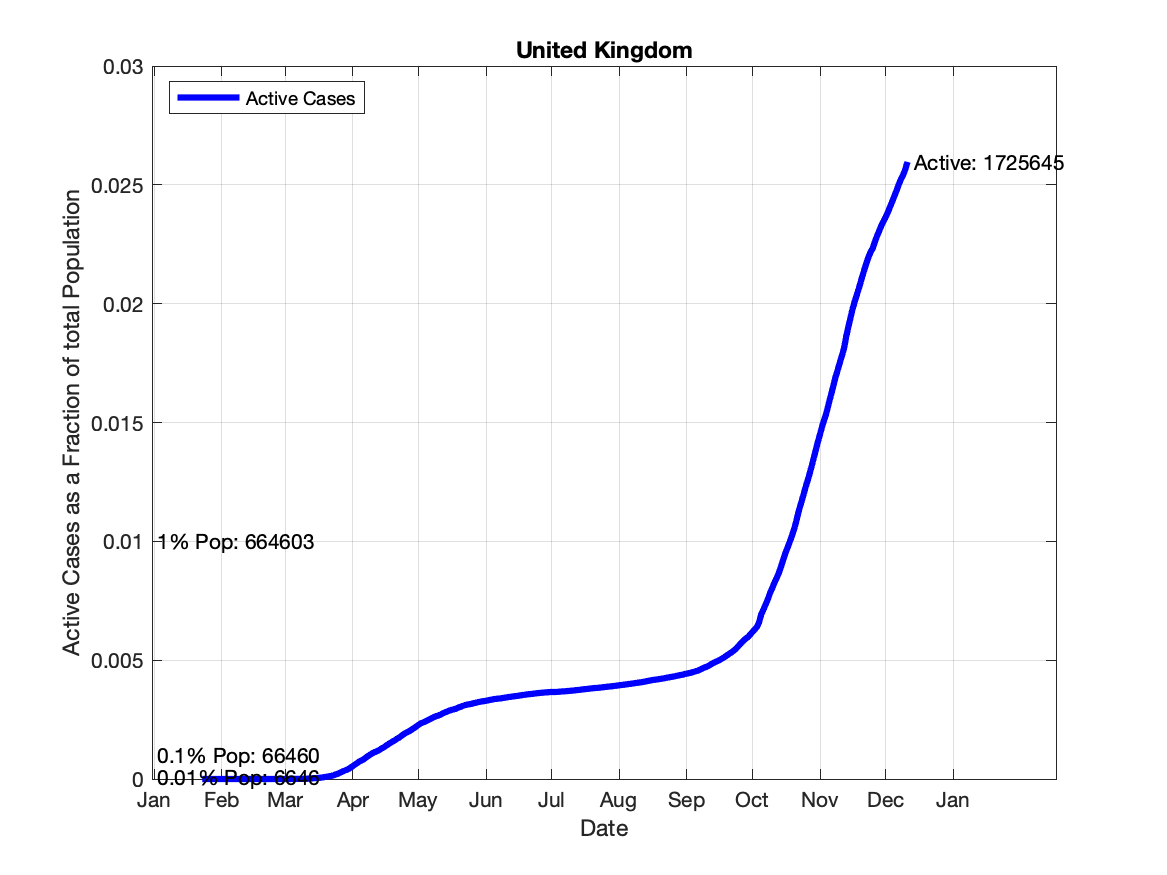 United Kingdom
0.03
Active Cases
Active: 1725645
0.025
0.02
0.015
0.01
1% Pop: 664603
0.005
0.1% Pop: 66460
0
0.01% Pop: 6646
Active Cases as a Fraction of total Population
Jan Feb Mar Apr May Jun Jul Aug Sep Oct Nov Dec Jan
Date